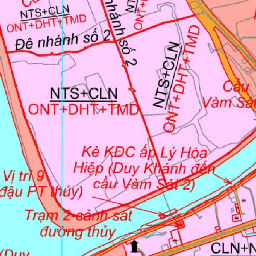 NTS+CLN
ONT+DHT+TMD
Đê nhánh số 2
nhánh số 2
NTS+CLN
ONT+DHT+TMD
NTS+CLN
ONT+DHT+TMD
Cầu
Vàm Sát
Kè KDC ấp Lý Hòa
Hiệp (Duy Khánh đến
cầu Vàm Sát 2)
Vị trí 9
đậu PT thủy)
Trạm 2 cảnh sát
đường thủy
(Duy
CLN+N